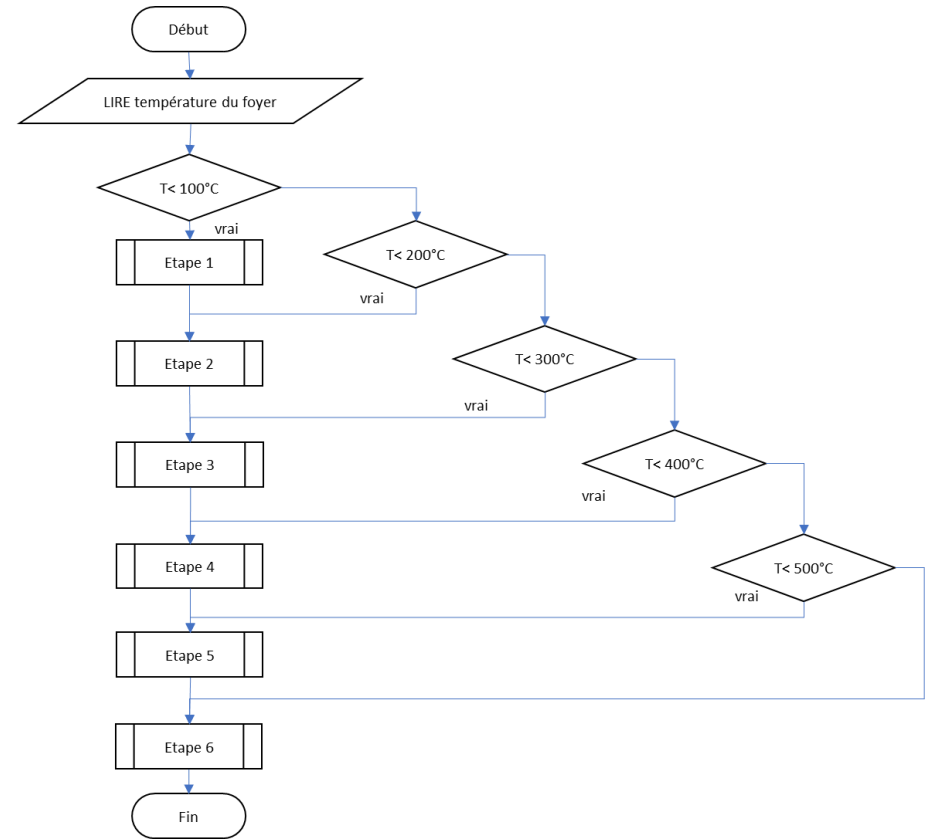 Début
LIRE température du foyer
T< 100°C
vrai
Etape 1
T< 200°C
vrai
Etape 2
T< 300°C
vrai
Etape 3
T< 400°C
vrai
Etape 4
T< 500°C
vrai
Etape 5
Etape 6
Fin